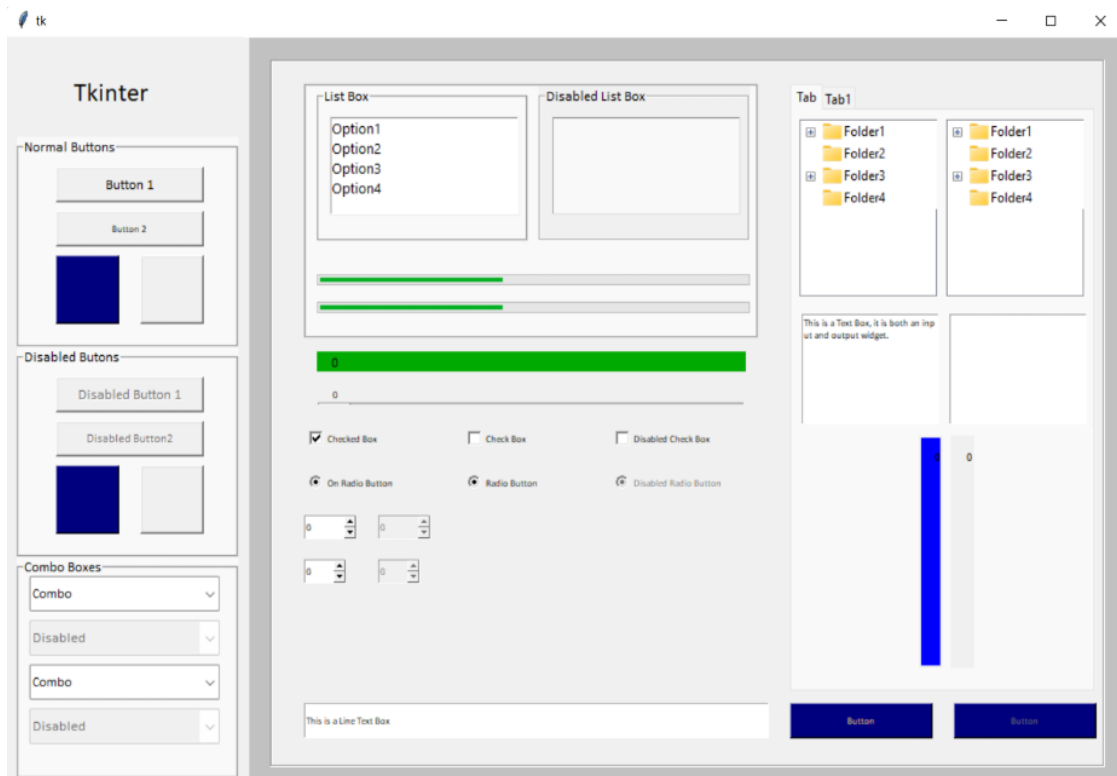 tk
Tkinter
Normal Buttons
Button 1
Button 2
Disabled Butons
Disabled Button 1
Disabled Button2
Combo Boxes
Combo
Disabled
Combo
Disabled
List Box
Option1
Option2
Option3
Option4
Disabled List Box
0
0
Checked Box
Check Box
Disabled Check Box
On Radio Button
Radio Button
Disabled Radio Button
0
0
0
0
This is a Line Text Box
Tab
Tab1
Folder1
Folder2
Folder3
Folder4
Folder1
Folder2
Folder3
Folder4
This is a Text Box, it is both an inp
ut and output widget.
0
0
Button
Button